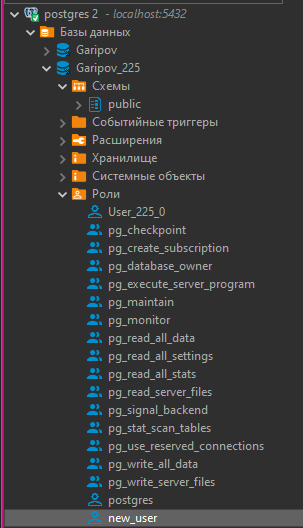 postgres 2 - localhost:5432
Базы данных
Garipov
Garipov_225
Схемы
public
Событийные триггеры
Расширения
Хранилище
Системные объекты
Роли
User_225_0
pg_checkpoint
pg_create_subscription
pg_database_owner
pg_execute_server_program
pg_maintain
pg_monitor
pg_read_all_data
pg_read_all_settings
pg_read_all_stats
pg_read_server_files
pg_signal_backend
pg_stat_scan_tables
pg_use_reserved_connections
pg_write_all_data
pg_write_server_files
postgres
new_user